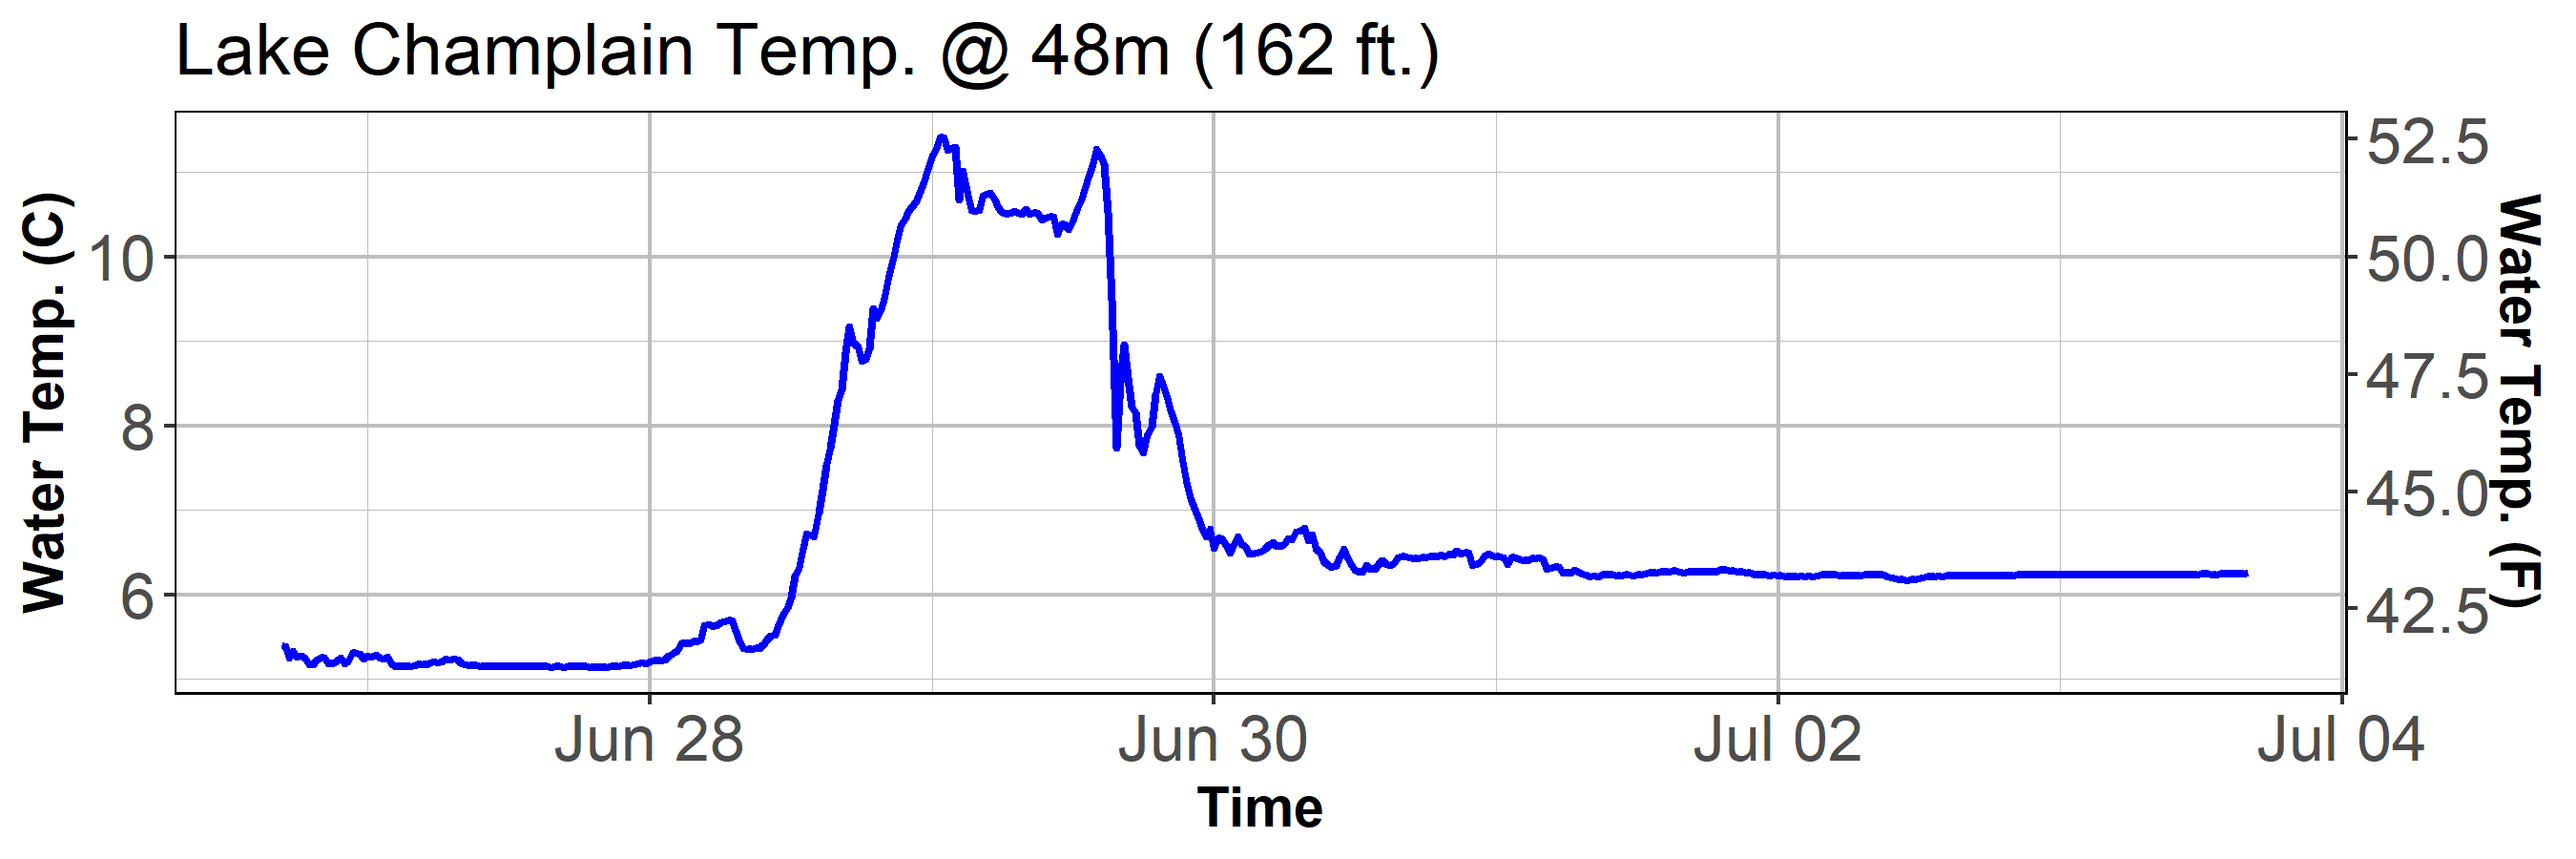 Lake Champlain Temp. @ 48m (162 ft.)
Water Temp. (C)
10
8
6
52.5
50.0
47.5
45.0
42.5
Water Temp. (F)
Jun 28
Jun 30
Jul 02
Jul 04
Time